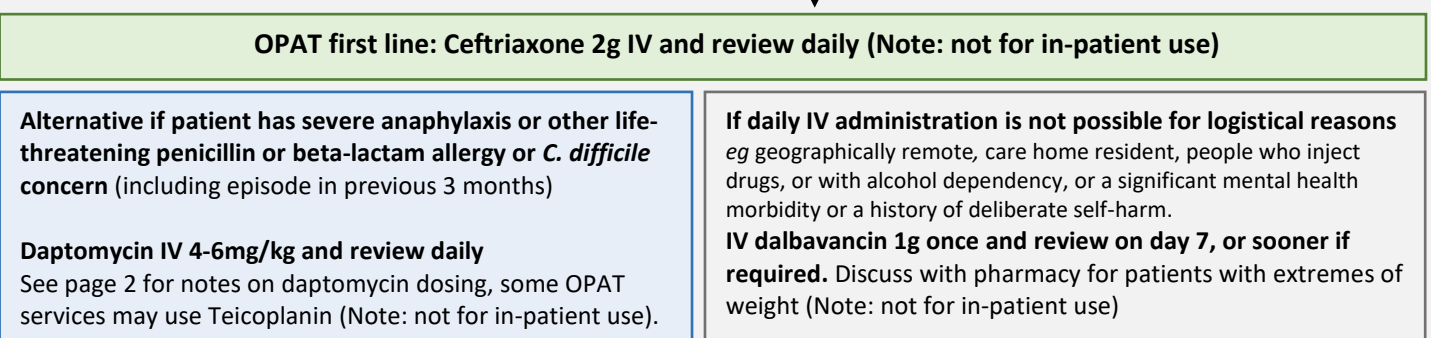 OPAT first line: Ceftriaxone 2g IV and review daily (Note: not for in-patient use)
Alternative if patient has severe anaphylaxis or other life-
threatening penicillin or beta-lactam allergy or C. difficile
concern (including episode in previous 3 months)
Daptomycin IV 4-6mg/kg and review daily
See page 2 for notes on daptomycin dosing, some OPAT
services may use Teicoplanin (Note: not for in-patient use).
If daily IV administration is not possible for logistical reasons
eg geographically remote, care home resident, people who inject
drugs, or with alcohol dependency, or a significant mental health
morbidity or a history of deliberate self-harm.
IV dalbavancin 1g once and review on day 7, or sooner if
required. Discuss with pharmacy for patients with extremes of
weight (Note: not for in-patient use)